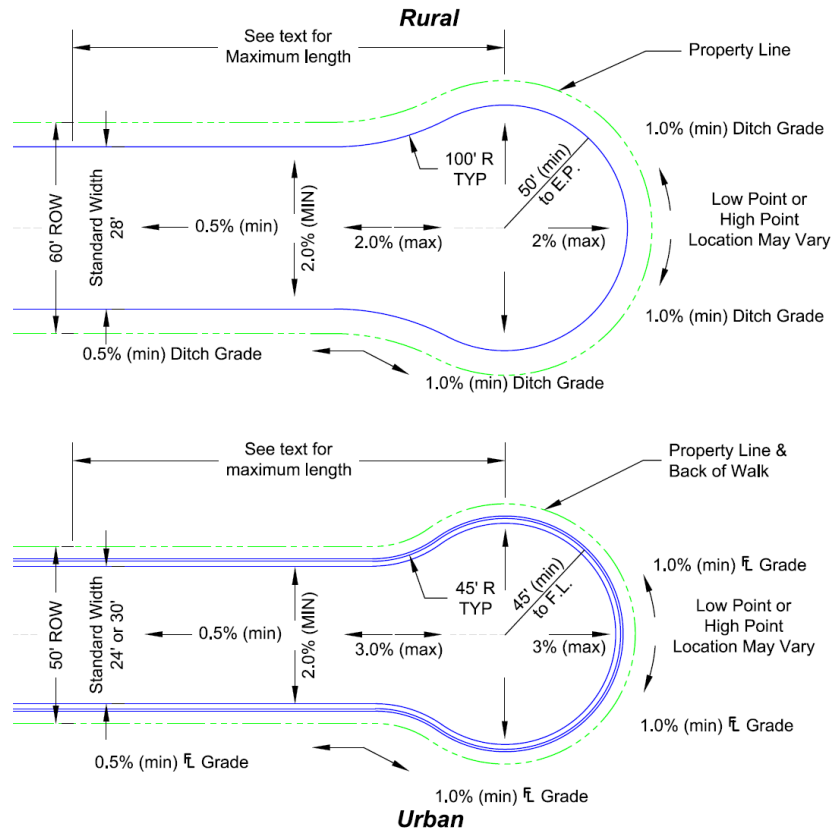 Rural
See text for
Maximum length
Property Line
1.0% (min) Ditch Grade
100' R
TYP
50' (min)
to E.P.
60' ROW
Standard Width
28'
0.5% (min)
2.0% (MIN)
2.0% (max)
2% (max)
Low Point or
High Point
Location May Vary
1.0% (min) Ditch Grade
0.5% (min) Ditch Grade
1.0% (min) Ditch Grade
See text for
maximum length
Property Line &
Back of Walk
1.0% (min) FL Grade
45' R
TYP
45' (min)
to F.L.
50' ROW
Standard Width
24' or 30'
0.5% (min)
2.0% (MIN)
3.0% (max)
3% (max)
Low Point or
High Point
Location May Vary
1.0% (min) FL Grade
0.5% (min) FL Grade
1.0% (min) FL Grade
Urban